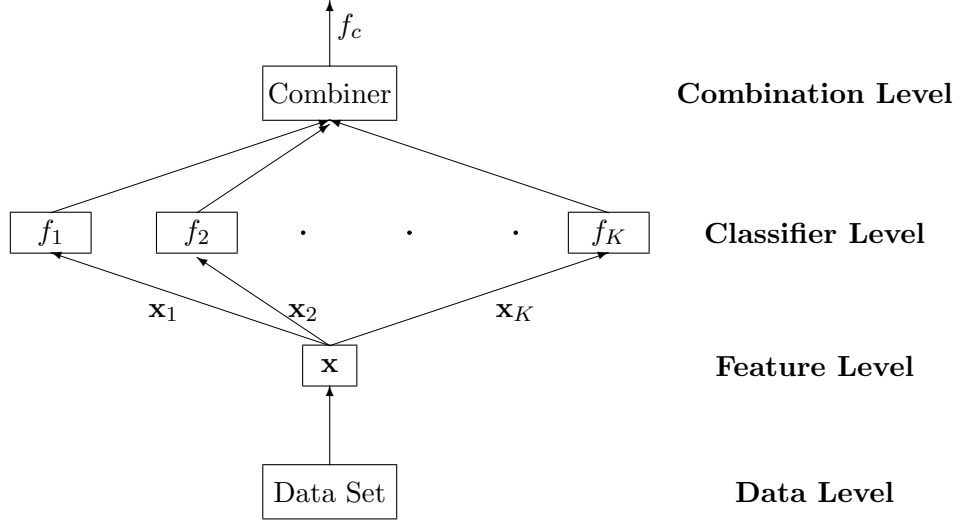 f_c
Combiner Combination Level
f_1 f_2 . . . f_K Classifier Level
x_1 x_2 x_K
x Feature Level
Data Set Data Level